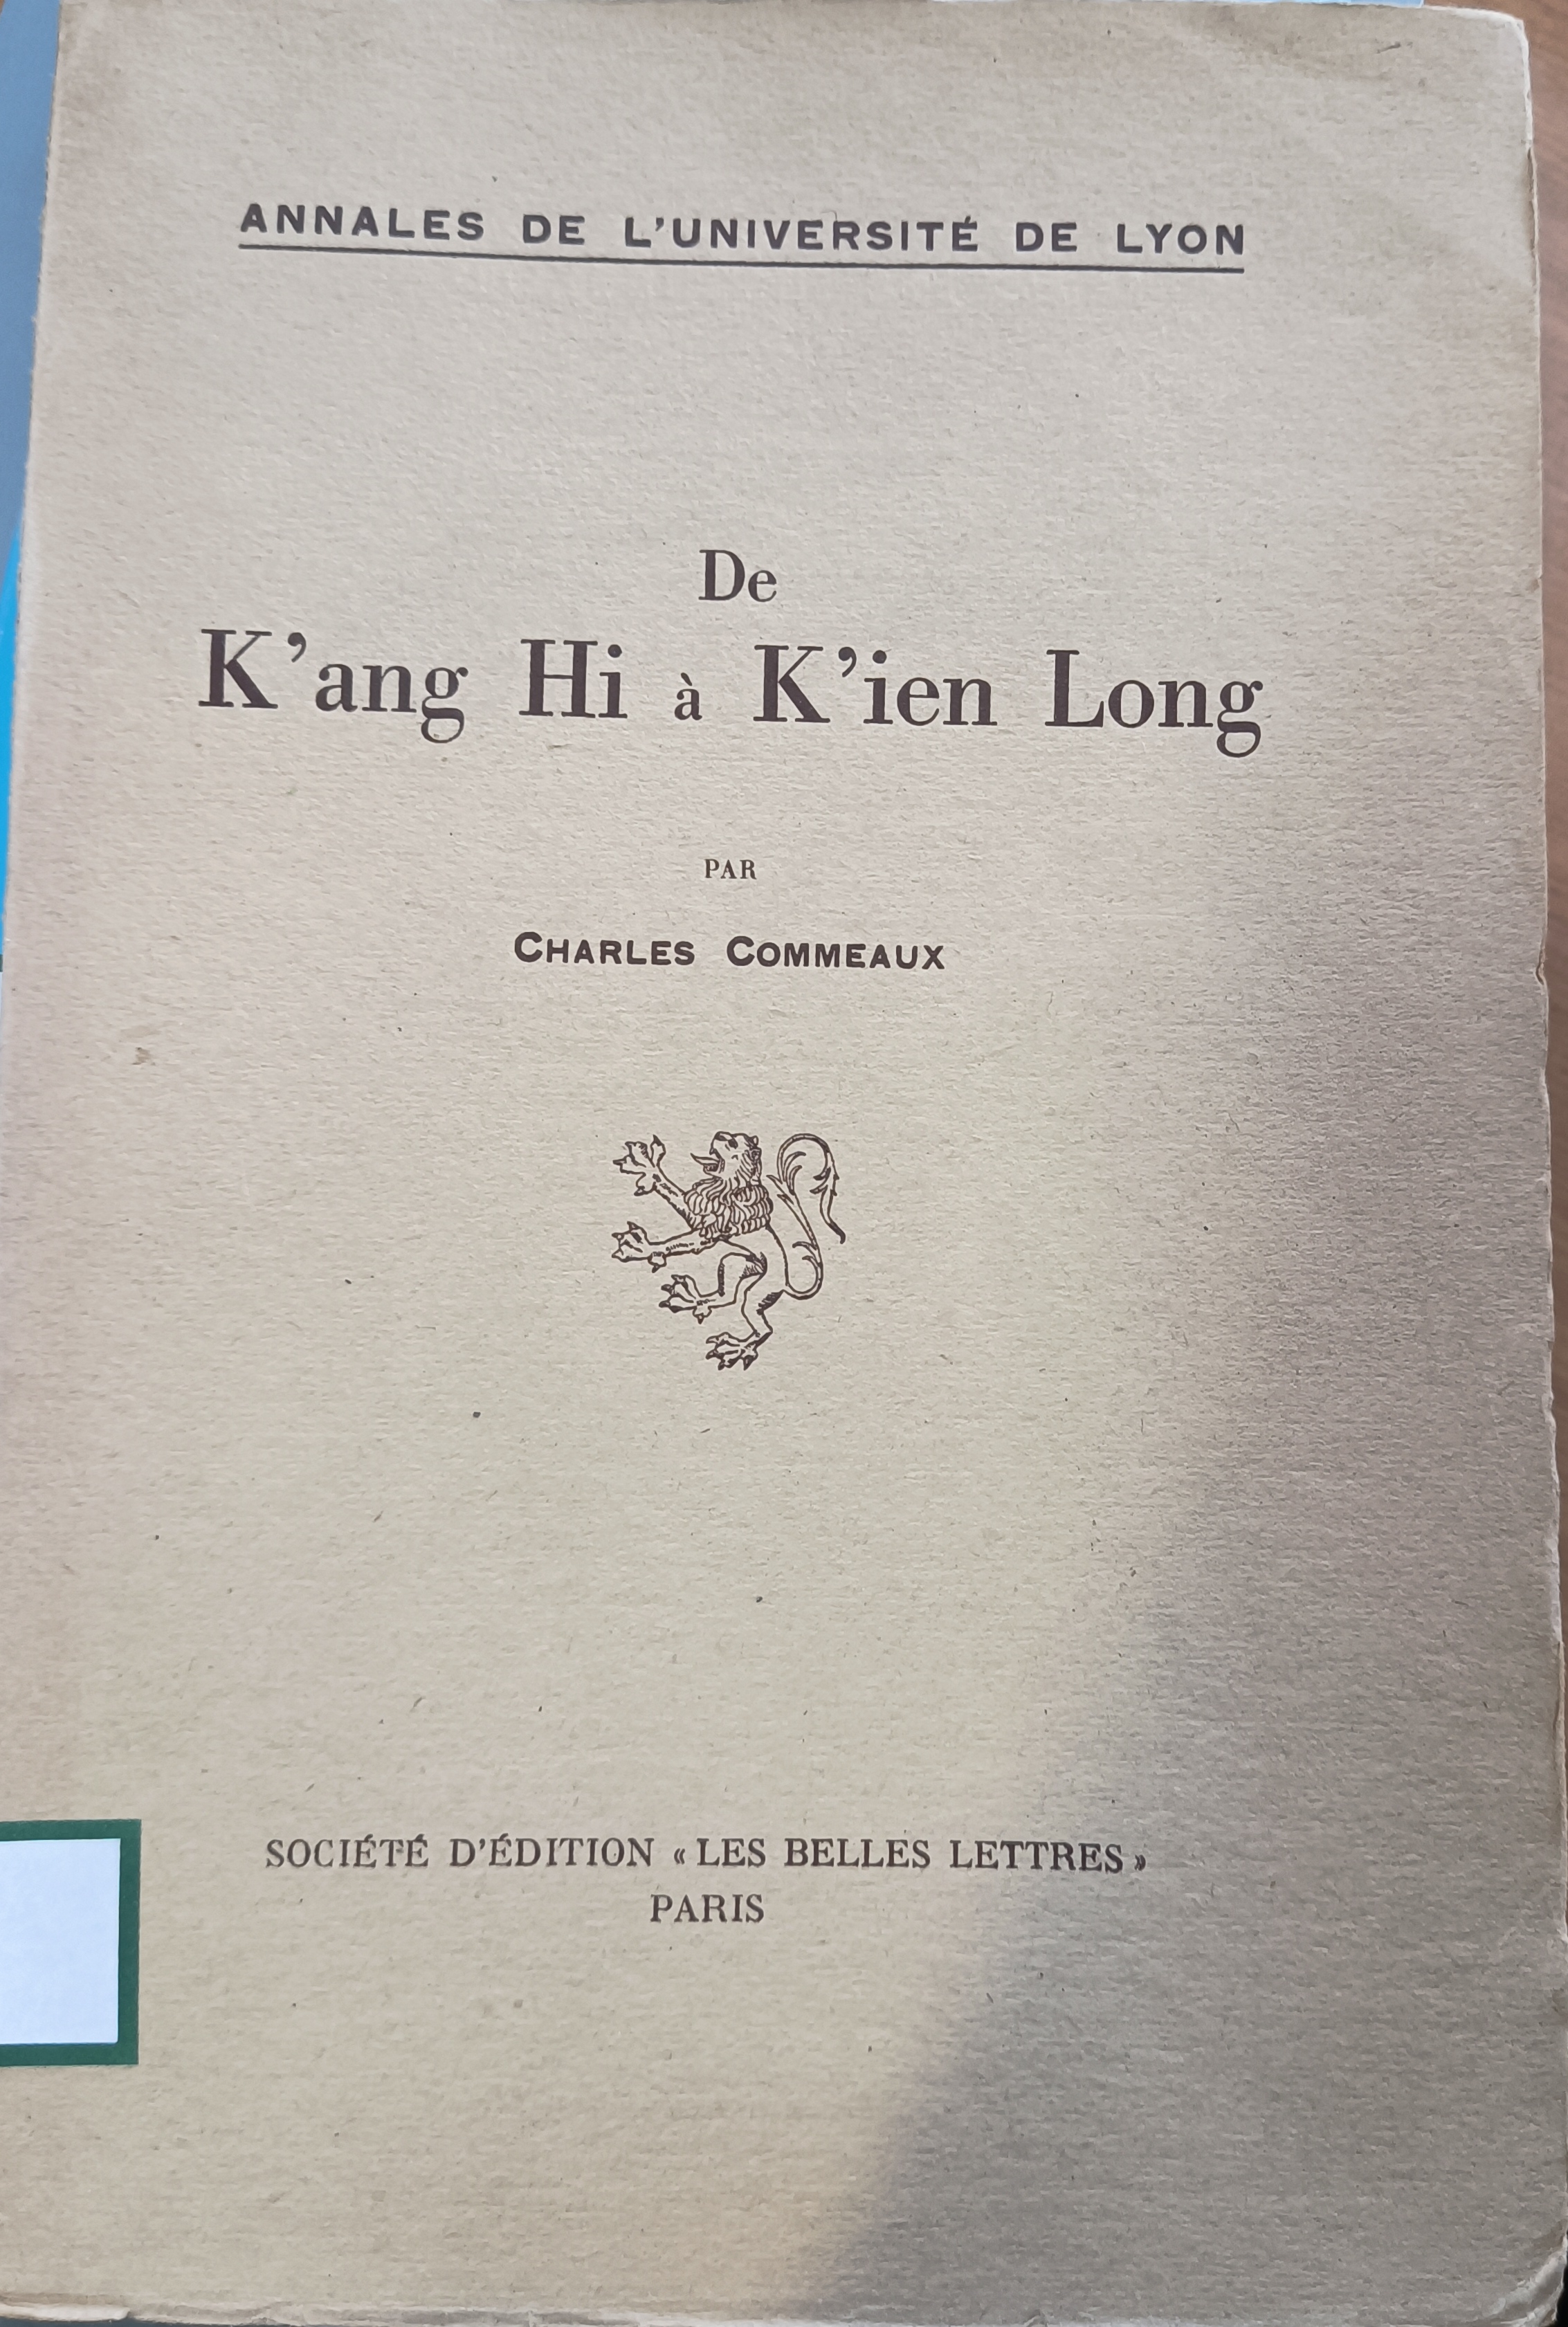 ANNALES DE L'UNIVERSITÉ DE LYON
De
K'ang Hi à K'ien Long
PAR
CHARLES COMMEAUX
SOCIÉTÉ D'ÉDITION « LES BELLES LETTRES »
PARIS